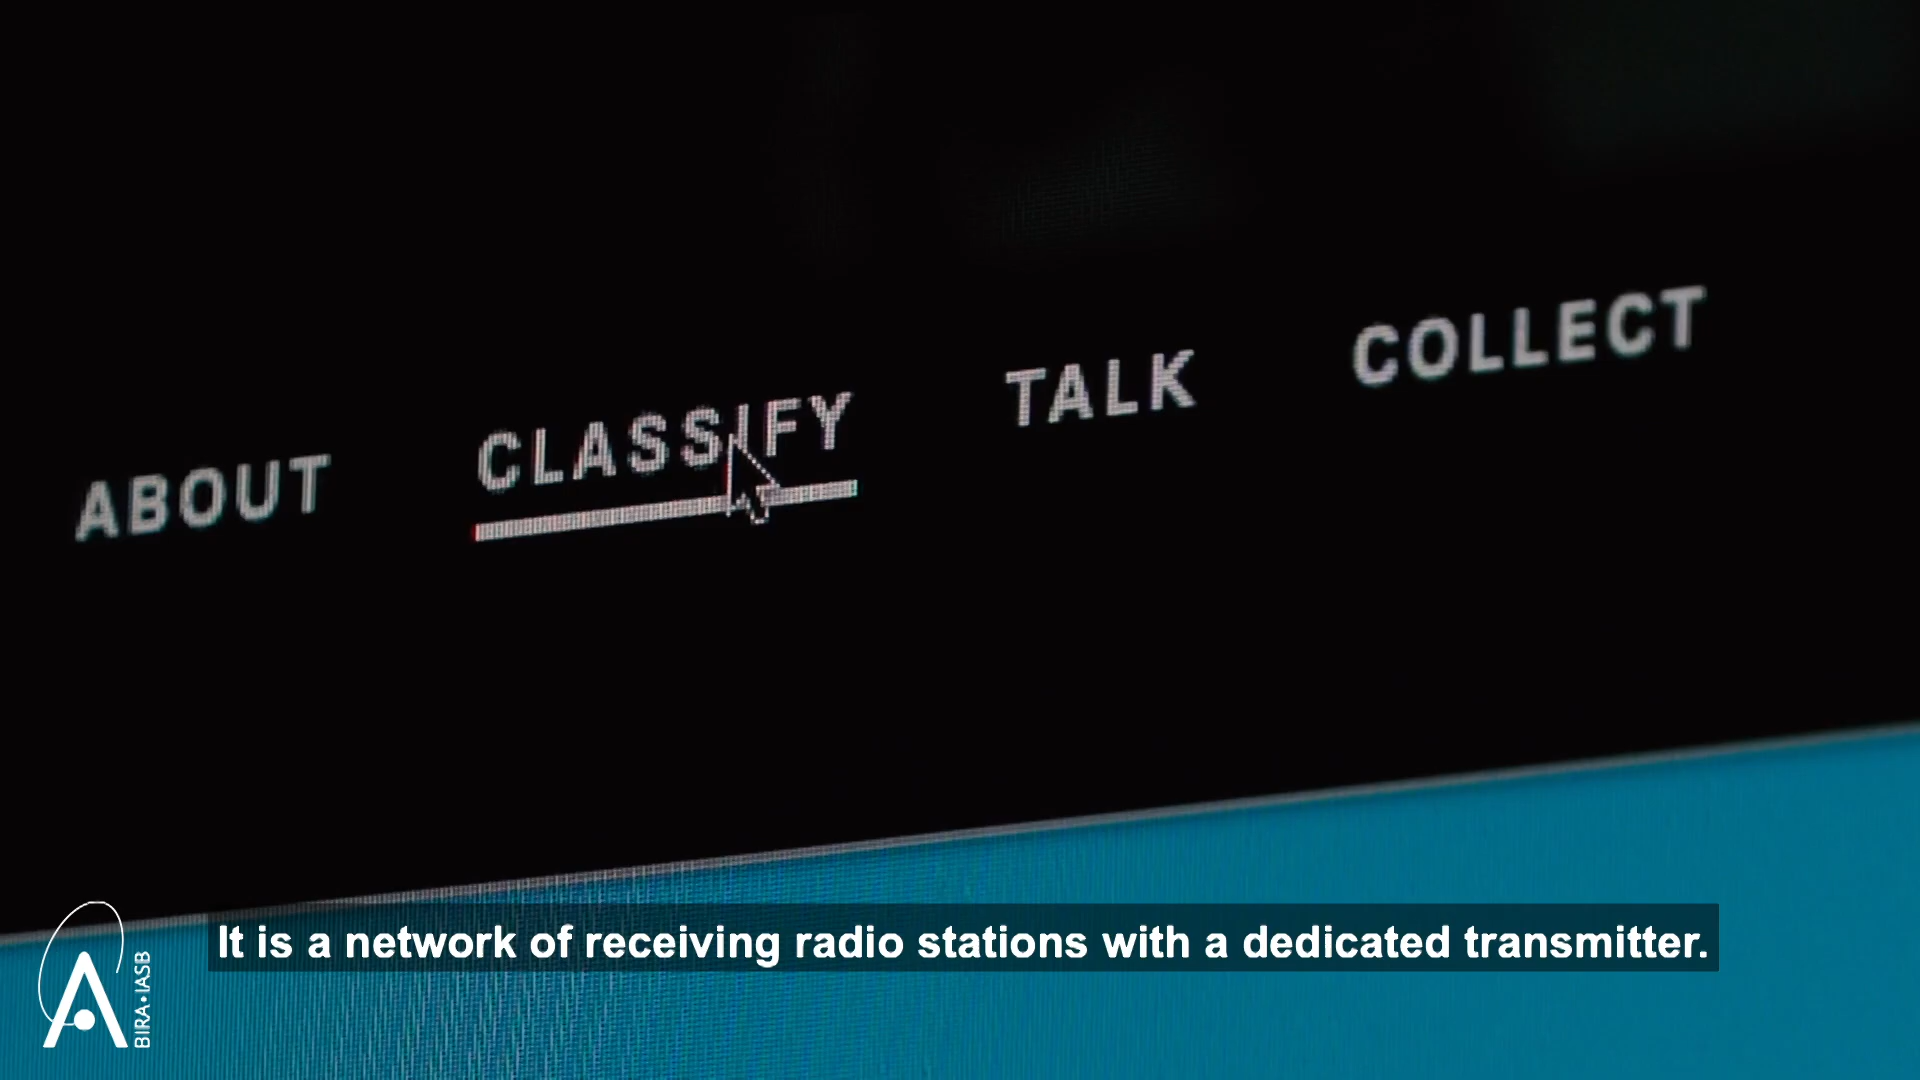 ABOUT CLASSIFY TALK COLLECT
It is a network of receiving radio stations with a dedicated transmitter.
BIRA•IASB